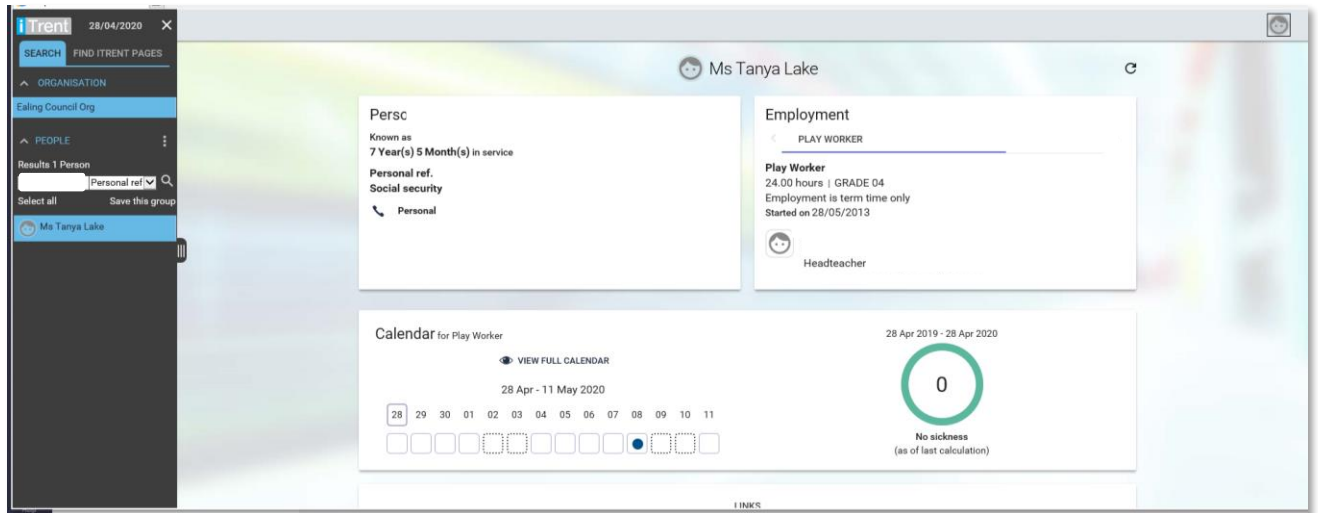 iTrent 28/04/2020
SEARCH FIND ITRENT PAGES
ORGANISATION
Ealing Council Org
PEOPLE
Results 1 Person
Personal ref
Select all Save this group
Ms Tanya Lake
Ms Tanya Lake
Perso
Known as
7 Year(s) 5 Month(s) in service
Personal ref.
Social security
Personal
Employment
PLAY WORKER
Play Worker
24.00 hours | GRADE 04
Employment is term time only
Started on 28/05/2013
Headteacher
Calendar for Play Worker
VIEW FULL CALENDAR
28 Apr - 11 May 2020
28 29 30 01 02 03 04 05 06 07 08 09 10 11
28 Apr 2019 - 28 Apr 2020
0
No sickness
(as of last calculation)
LINKS